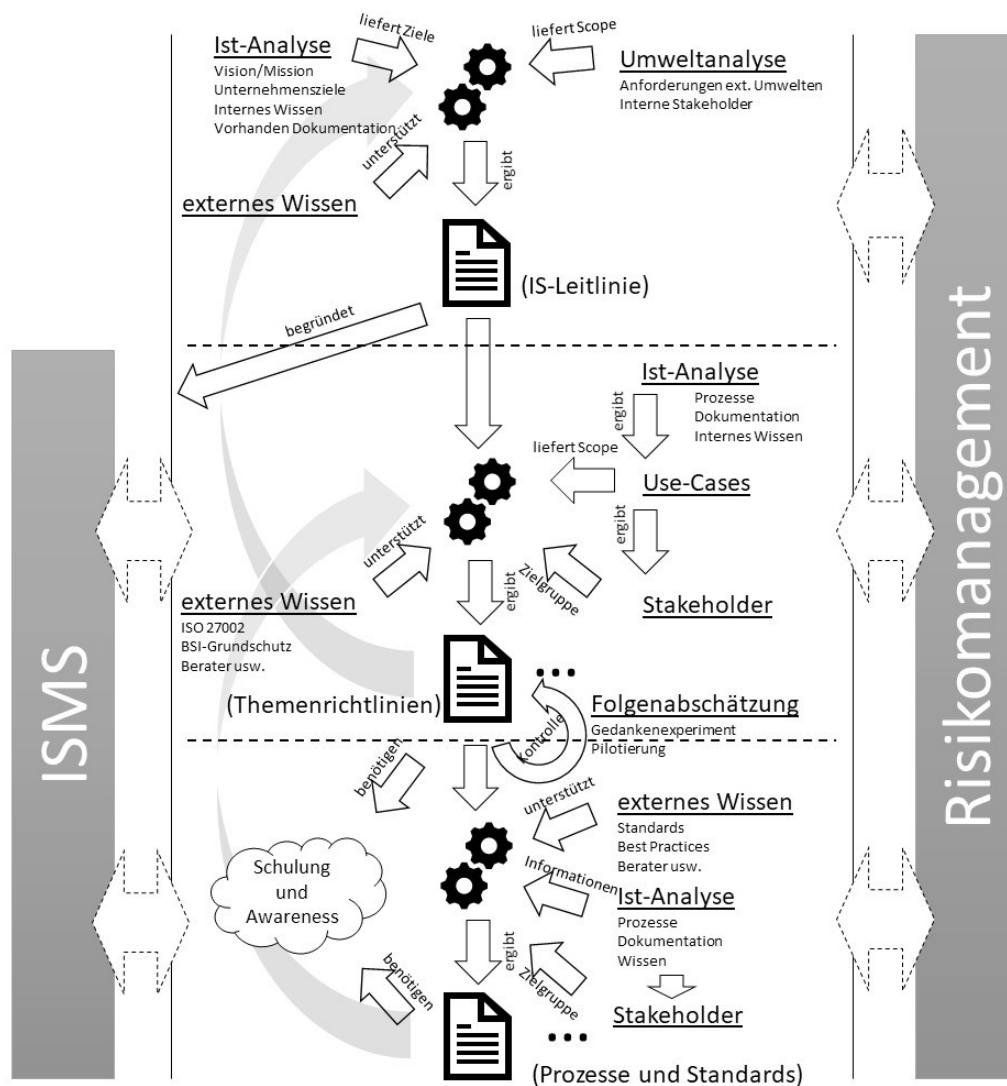 liefert Ziele
liefert Scope
Ist-Analyse
Vision/Mission
Unternehmensziele
Internes Wissen
Vorhanden Dokumentation
Umweltanalyse
Anforderungen ext. Umwelten
Interne Stakeholder
unterstützt
ergibt
externes Wissen
(IS-Leitlinie)
begründet
Ist-Analyse
Prozesse
Dokumentation
Internes Wissen
ergibt
liefert Scope
Use-Cases
ergibt
unterstützt
ergibt
Zielgruppe
Stakeholder
externes Wissen
ISO 27002
BSI-Grundschutz
Berater usw.
...
(Themenrichtlinien)
Folgenabschätzung
Gedankenexperiment
Pilotierung
Kontrolle
benötigen
unterstützt
externes Wissen
Standards
Best Practices
Berater usw.
Schulung
und
Awareness
Informationen
Ist-Analyse
Prozesse
Dokumentation
Wissen
ergibt
Zielgruppe
benötigen
Stakeholder
...
(Prozesse und Standards)
ISMS
Risikomanagement